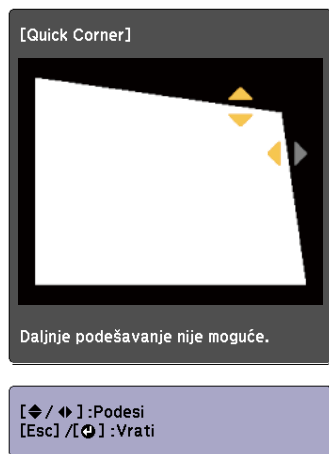 [Quick Corner]
Daljnje podešavanje nije moguće.
[⬘/ ◂▸ ] :Podesi
[Esc] /[↵] :Vrati